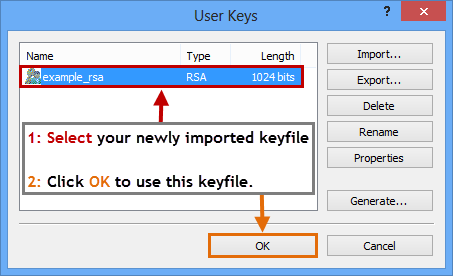 User Keys
Name Type Length
example_rsa RSA 1024 bits
1: Select your newly imported keyfile
2: Click OK to use this keyfile.
Import...
Export...
Delete
Rename
Properties
Generate...
OK Cancel